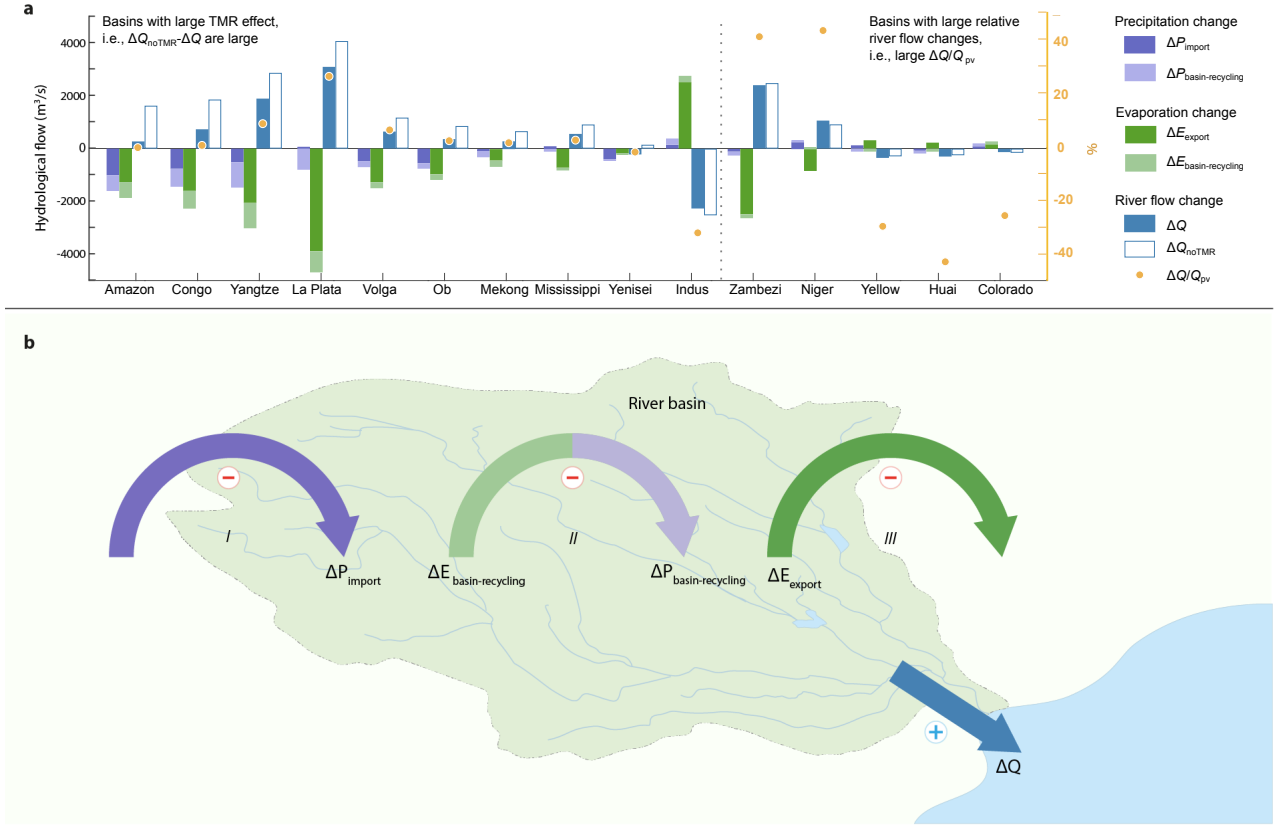 a
Basins with large TMR effect,
i.e., ΔQnoTMR-ΔQ are large
Basins with large relative
river flow changes,
i.e., large ΔQ/Qpv
Hydrological flow (m³/s)
4000
2000
0
-2000
-4000
40
20
0
-20
-40
%
Amazon Congo Yangtze La Plata Volga Ob Mekong Mississippi Yenisei Indus Zambezi Niger Yellow Huai Colorado
Precipitation change
ΔPimport
ΔPbasin-recycling
Evaporation change
ΔEexport
ΔEbasin-recycling
River flow change
ΔQ
ΔQnoTMR
ΔQ/Qpv
b
River basin
I
II
III
ΔPimport
ΔEbasin-recycling
ΔPbasin-recycling
ΔEexport
ΔQ